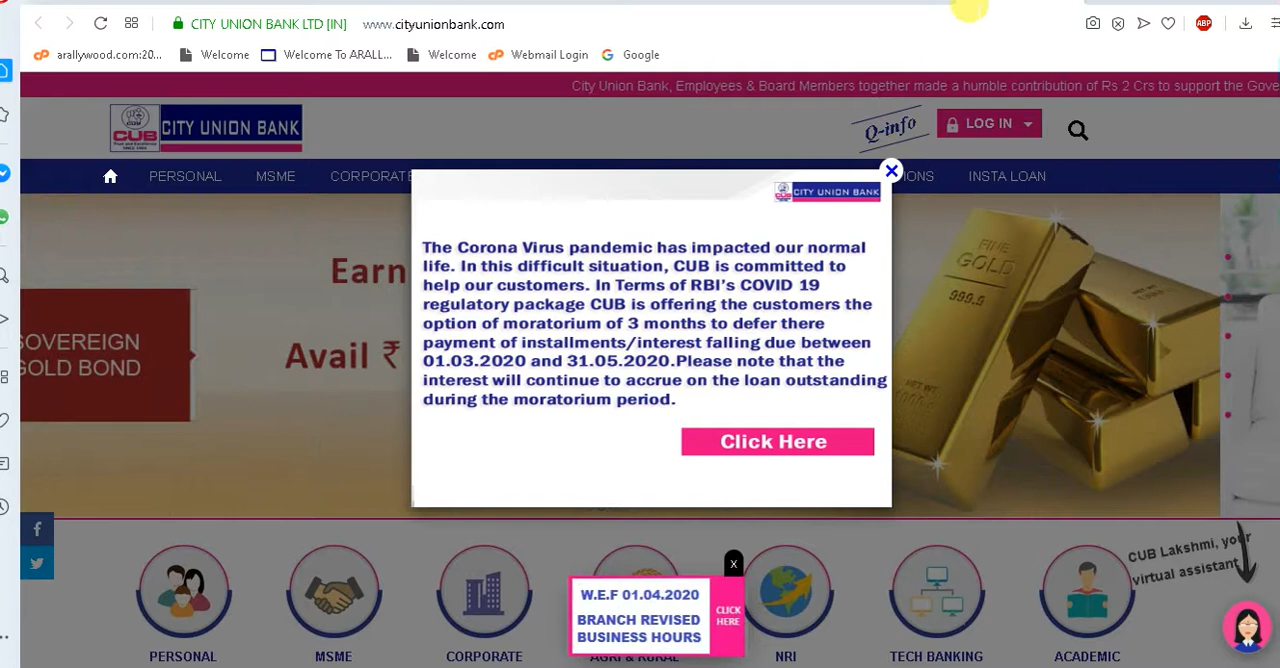 CITY UNION BANK LTD [IN] www.cityunionbank.com
ABP
arallywood.com:20... Welcome Welcome To ARALL... Welcome Webmail Login Google
City Union Bank, Employees & Board Members together made a humble contribution of Rs 2 Crs to support the Gove
CUB CITY UNION BANK
Q-info
LOG IN
PERSONAL MSME CORPORATE IONS INSTA LOAN
CUB CITY UNION BANK
The Corona Virus pandemic has impacted our normal
life. In this difficult situation, CUB is committed to
help our customers. In Terms of RBI's COVID 19
regulatory package CUB is offering the customers the
option of moratorium of 3 months to defer there
payment of installments/interest falling due between
01.03.2020 and 31.05.2020.Please note that the
interest will continue to accrue on the loan outstanding
during the moratorium period.
Click Here
Earn
SOVEREIGN
GOLD BOND
Avail ₹
FINE
GOLD
999.9
CUB Lakshmi, your
virtual assistant
X
W.E.F 01.04.2020
BRANCH REVISED
BUSINESS HOURS
CLICK
HERE
PERSONAL MSME CORPORATE AGRI & RURAL NRI TECH BANKING ACADEMIC